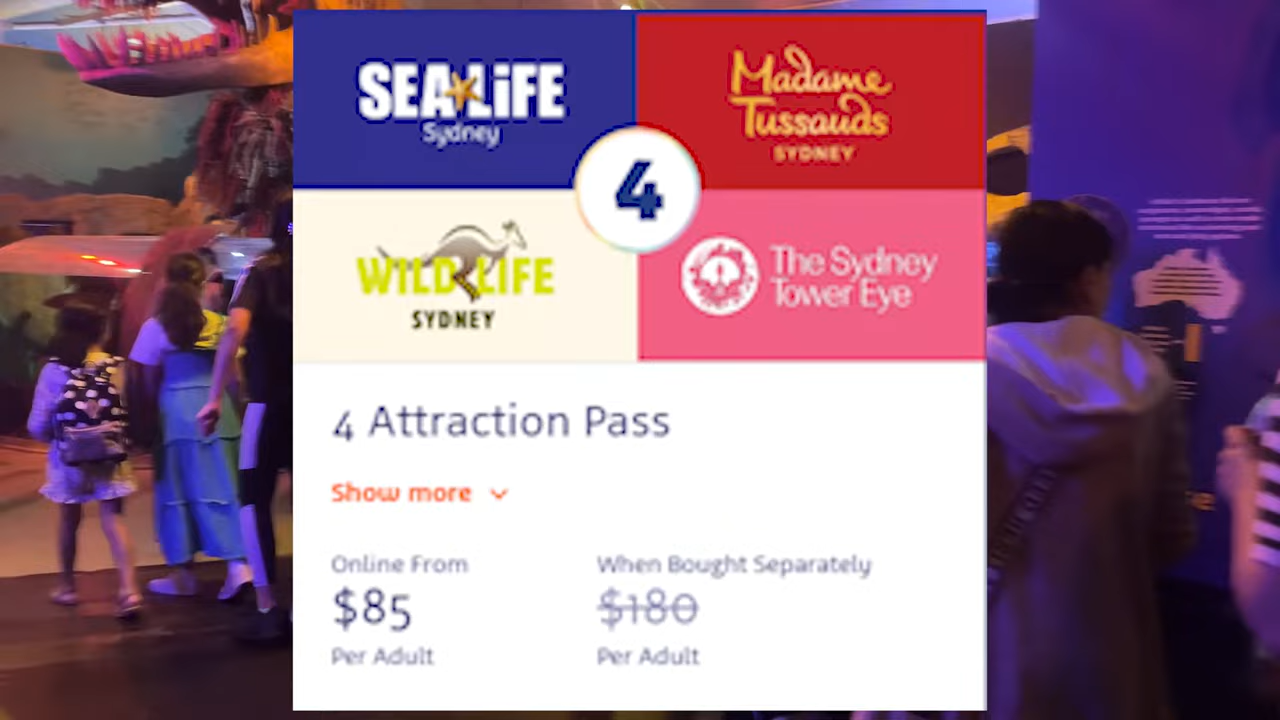 SEA LiFE
Sydney
Madame
Tussauds
SYDNEY
4
WILD LIFE
SYDNEY
The Sydney
Tower Eye
4 Attraction Pass
Show more
Online From
$85
Per Adult
When Bought Separately
$180
Per Adult